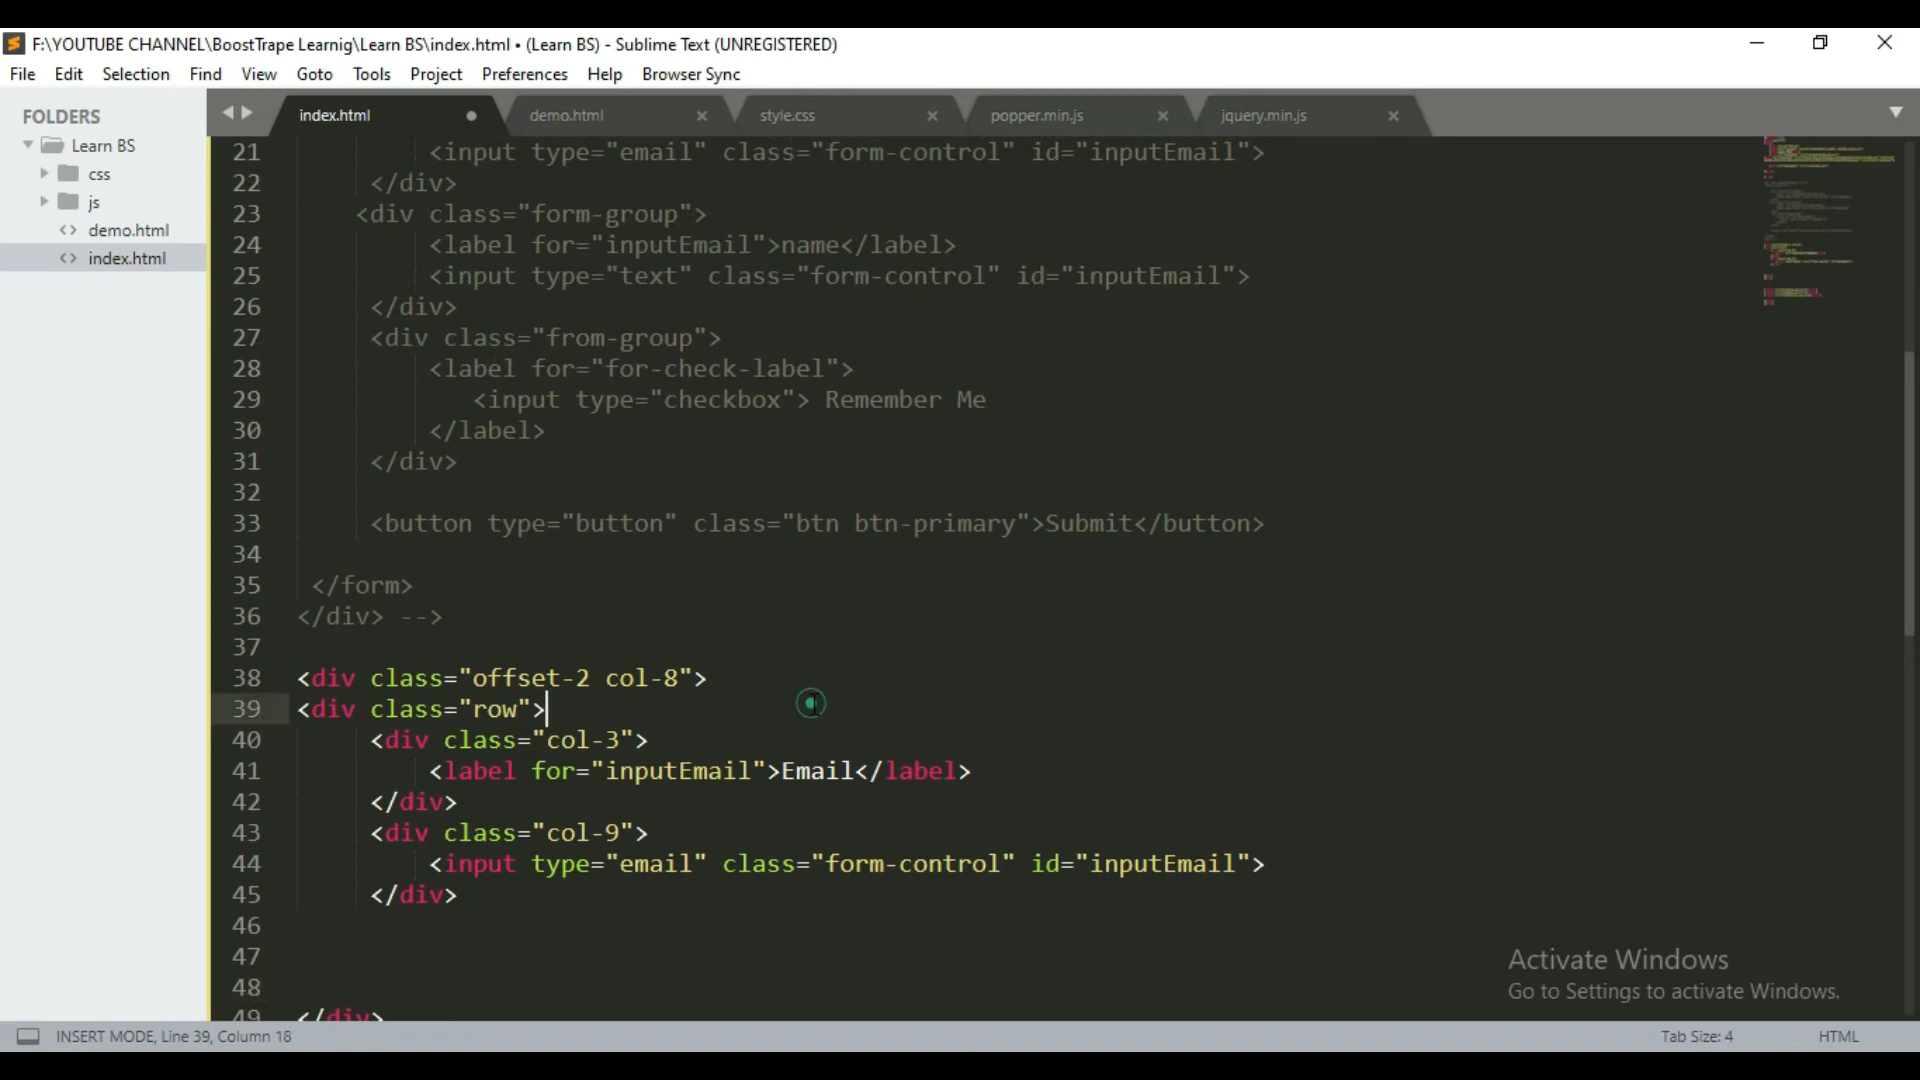 F:\YOUTUBE CHANNEL\BoostTrape Learnig\Learn BS\index.html • (Learn BS) - Sublime Text (UNREGISTERED)
File Edit Selection Find View Goto Tools Project Preferences Help Browser Sync
FOLDERS
Learn BS
css
js
demo.html
index.html
index.html demo.html style.css popper.min.js jquery.min.js
21 <input type="email" class="form-control" id="inputEmail">
22 </div>
23 <div class="form-group">
24 <label for="inputEmail">name</label>
25 <input type="text" class="form-control" id="inputEmail">
26 </div>
27 <div class="from-group">
28 <label for="for-check-label">
29 <input type="checkbox"> Remember Me
30 </label>
31 </div>
32
33 <button type="button" class="btn btn-primary">Submit</button>
34
35 </form>
36 </div> -->
37
38 <div class="offset-2 col-8">
39 <div class="row">
40 <div class="col-3">
41 <label for="inputEmail">Email</label>
42 </div>
43 <div class="col-9">
44 <input type="email" class="form-control" id="inputEmail">
45 </div>
46
47
48
49 </div>
Activate Windows
Go to Settings to activate Windows.
INSERT MODE, Line 39, Column 18 Tab Size: 4 HTML